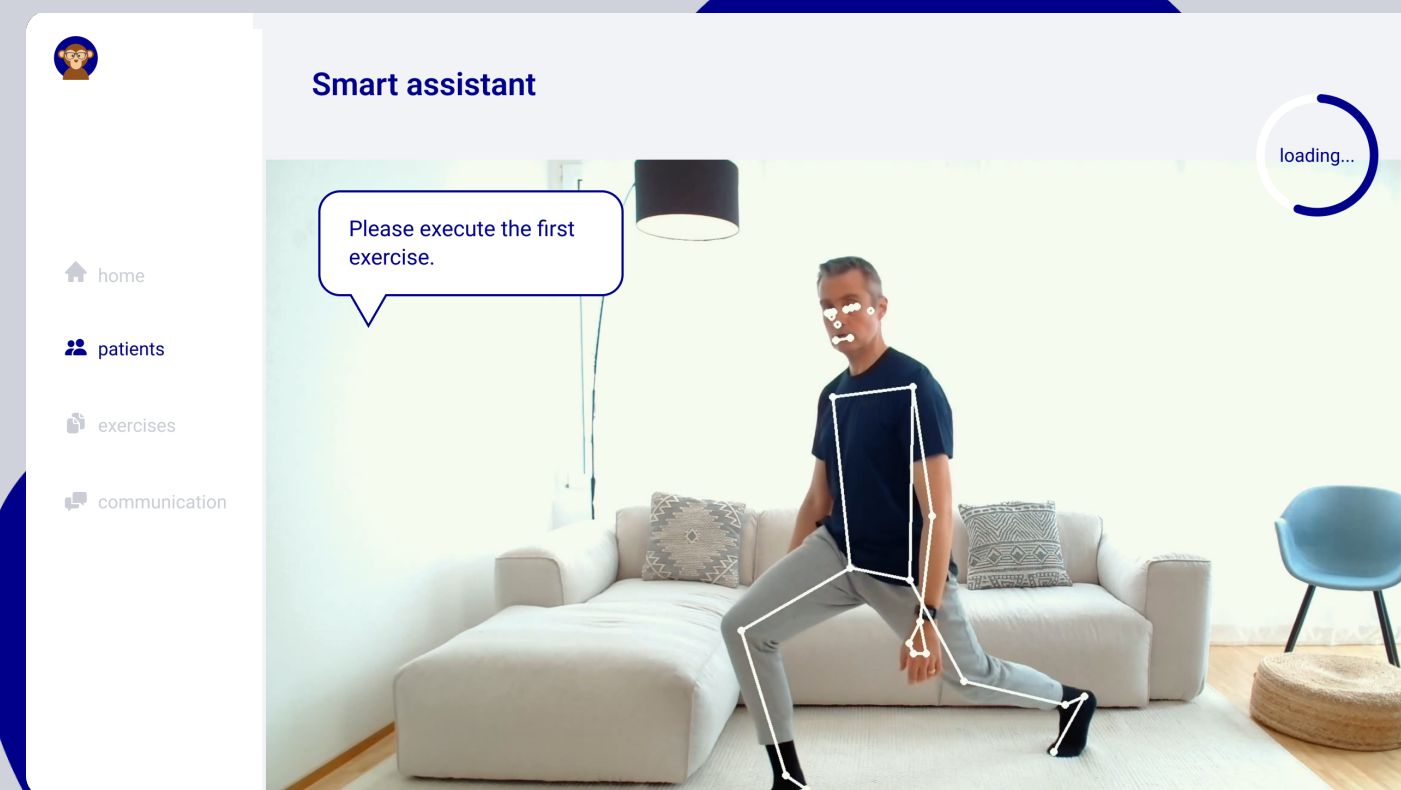 Smart assistant
loading...
Please execute the first
exercise.
home
patients
exercises
communication